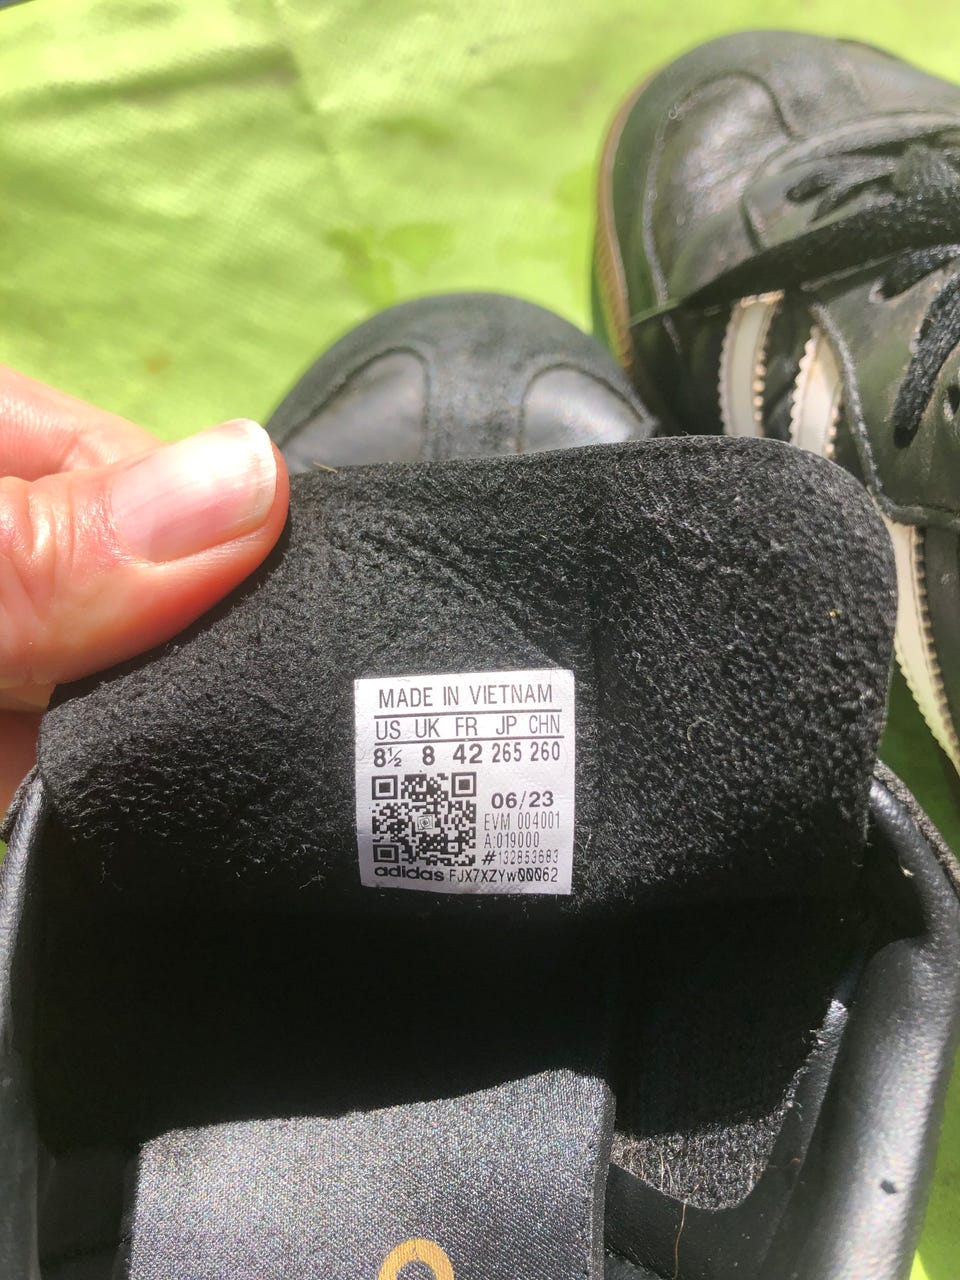 MADE IN VIETNAM
US UK FR JP CHN
8½ 8 42 265 260
06/23
EVM 004001
A:019000
#132853683
adidas FJX7XZYw00062